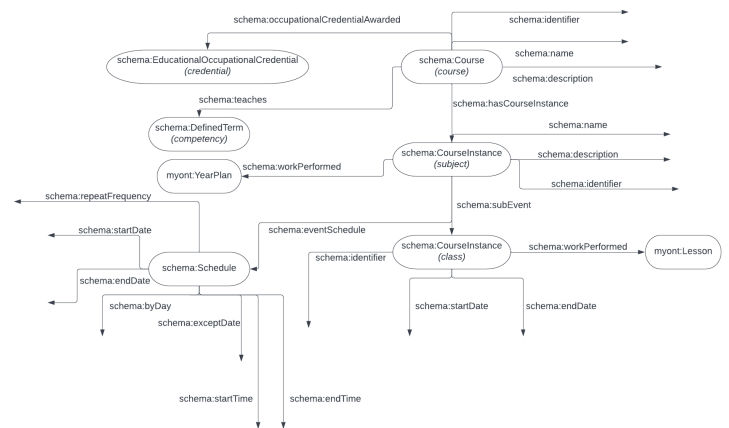 schema:occupationalCredentialAwarded
schema:identifier
schema:name
schema:EducationalOccupationalCredential
(credential)
schema:Course
(course)
schema:description
schema:teaches
schema:hasCourseInstance
schema:DefinedTerm
(competency)
schema:name
schema:CourseInstance
(subject)
schema:description
schema:workPerformed
myont:YearPlan
schema:identifier
schema:repeatFrequency
schema:subEvent
schema:startDate
schema:eventSchedule
schema:CourseInstance
(class)
schema:workPerformed
myont:Lesson
schema:identifier
schema:Schedule
schema:endDate
schema:byDay
schema:startDate
schema:endDate
schema:exceptDate
schema:startTime
schema:endTime